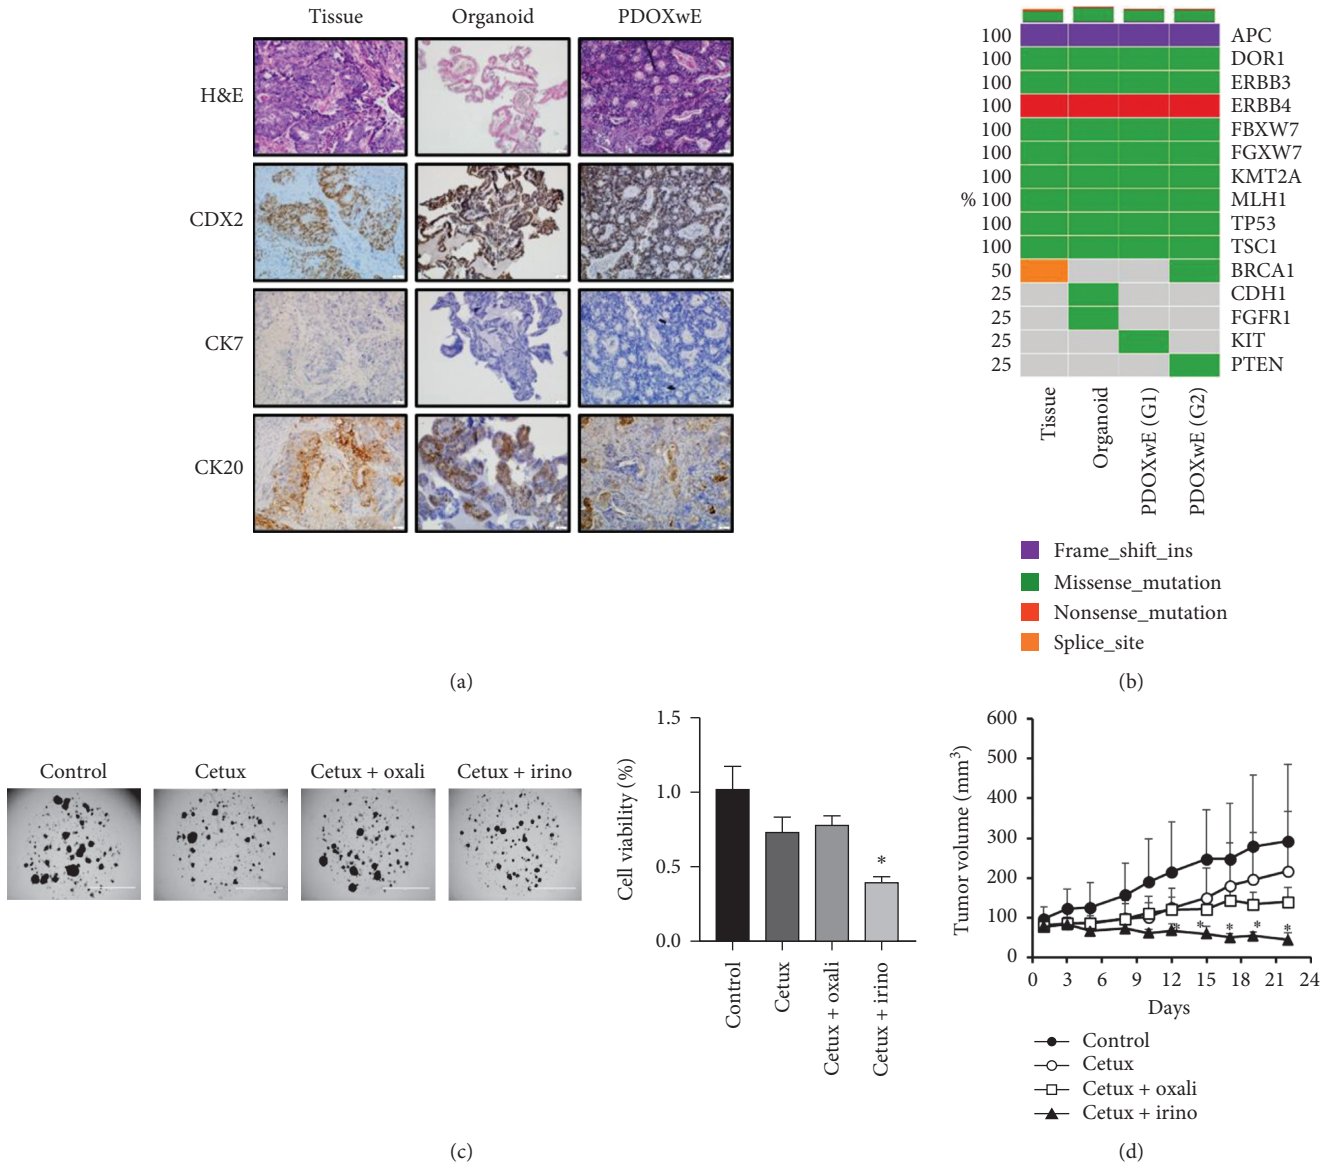 Tissue Organoid PDOXwE
H&E
CDX2
CK7
CK20
(a)
100 APC
100 DOR1
100 ERBB3
100 ERBB4
100 FBXW7
100 FGXW7
100 KMT2A
% 100 MLH1
100 TP53
100 TSC1
50 BRCA1
25 CDH1
25 FGFR1
25 KIT
25 PTEN
Tissue
Organoid
PDOXwE (G1)
PDOXwE (G2)
Frame_shift_ins
Missense_mutation
Nonsense_mutation
Splice_site
(b)
Control Cetux Cetux + oxali Cetux + irino
Cell viability (%)
1.5
1.0
0.5
0.0
*
Control
Cetux
Cetux + oxali
Cetux + irino
(c)
Tumor volume (mm³)
600
500
400
300
200
100
0
* * * * *
0 3 6 9 12 15 18 21 24
Days
Control
Cetux
Cetux + oxali
Cetux + irino
(d)